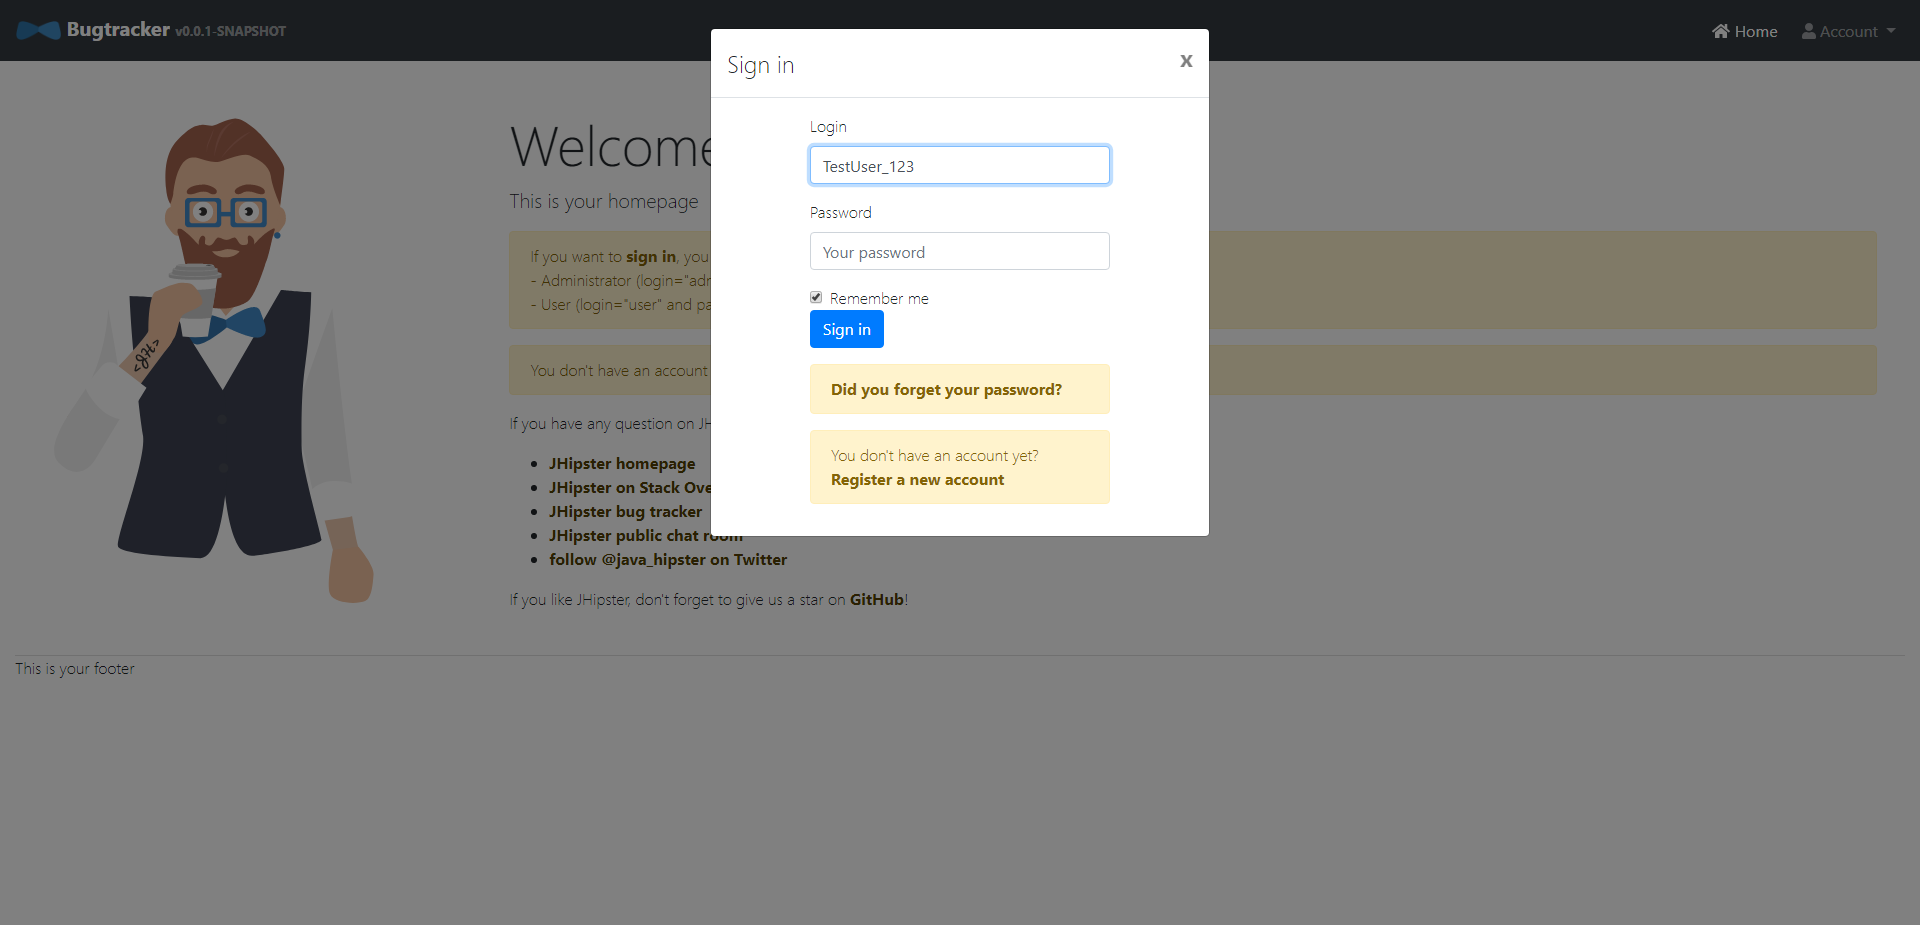 Bugtracker v0.0.1-SNAPSHOT
Home
Account
Sign in
x
Login
TestUser_123
Password
Your password
Remember me
Sign in
Did you forget your password?
You don't have an account yet?
Register a new account
Welcome
This is your homepage
If you want to sign in, you
- Administrator (login="adm
- User (login="user" and pa
You don't have an account
If you have any question on JH
JHipster homepage
JHipster on Stack Ove
JHipster bug tracker
JHipster public chat room
follow @java_hipster on Twitter
If you like JHipster, don't forget to give us a star on GitHub!
<JH>
This is your footer